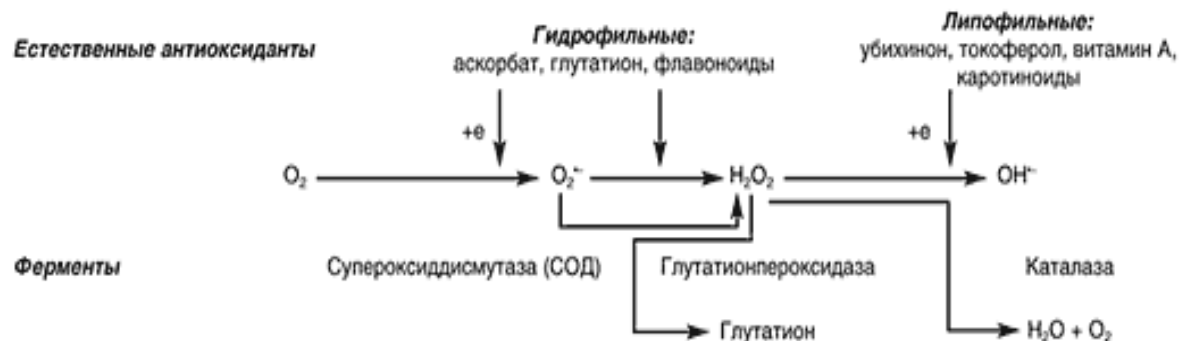 Естественные антиоксиданты
Гидрофильные:
аскорбат, глутатион, флавоноиды
Липофильные:
убихинон, токоферол, витамин А,
каротиноиды
+e
+e
O₂
O₂•−
H₂O₂
OH•−
Ферменты
Супероксиддисмутаза (СОД)
Глутатионпероксидаза
Каталаза
Глутатион
H₂O + O₂